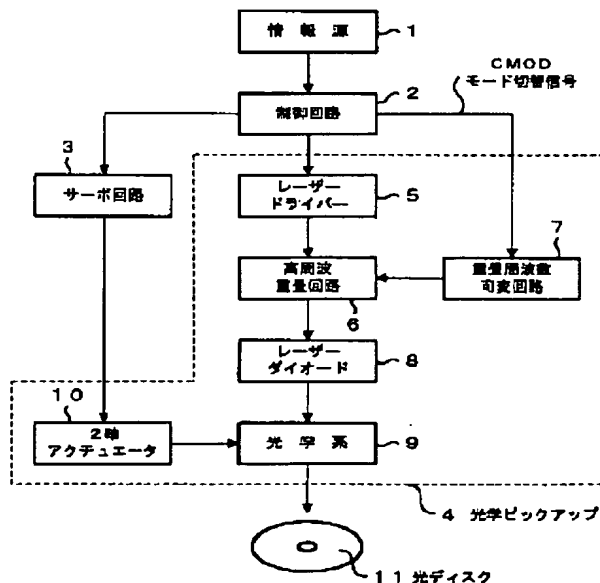 情報源
1
CMOD
モード切替信号
制御回路
2
3
サーボ回路
レーザー
ドライバー
5
7
高周波
重畳回路
6
重畳周波数
可変回路
レーザー
ダイオード
8
10
2軸
アクチュエータ
光学系
9
4 光学ピックアップ
11光ディスク